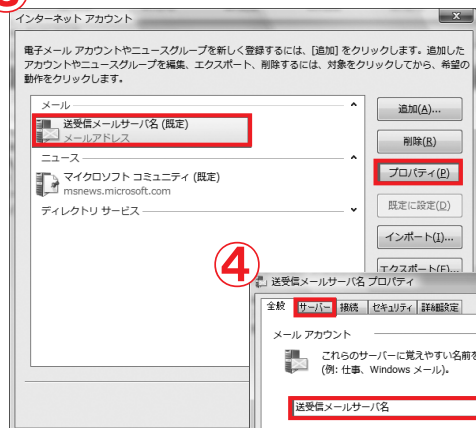 インターネット アカウント
電子メール アカウントやニュースグループを新しく登録するには、[追加] をクリックします。追加した
アカウントやニュースグループを編集、エクスポート、削除するには、対象をクリックしてから、希望の
動作をクリックします。
メール
送受信メールサーバ名 (既定)
メールアドレス
ニュース
マイクロソフト コミュニティ (既定)
msnews.microsoft.com
ディレクトリ サービス
追加(A)...
削除(R)
プロパティ(P)
既定に設定(D)
インポート(I)...
エクスポート(E)...
④
送受信メールサーバ名 プロパティ
全般 サーバー 接続 セキュリティ 詳細設定
メール アカウント
これらのサーバーに覚えやすい名前を
(例: 仕事、Windows メール)。
送受信メールサーバ名